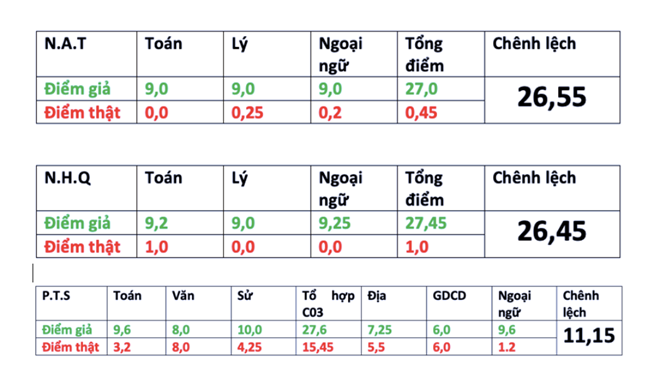 N.A.T Toán Lý Ngoại ngữ Tổng điểm Chênh lệch
Điểm giả 9,0 9,0 9,0 27,0 26,55
Điểm thật 0,0 0,25 0,2 0,45
N.H.Q Toán Lý Ngoại ngữ Tổng điểm Chênh lệch
Điểm giả 9,2 9,0 9,25 27,45 26,45
Điểm thật 1,0 0,0 0,0 1,0
P.T.S Toán Văn Sử Tổ hợp C03 Địa GDCD Ngoại ngữ Chênh lệch
Điểm giả 9,6 8,0 10,0 27,6 7,25 6,0 9,6 11,15
Điểm thật 3,2 8,0 4,25 15,45 5,5 6,0 1.2